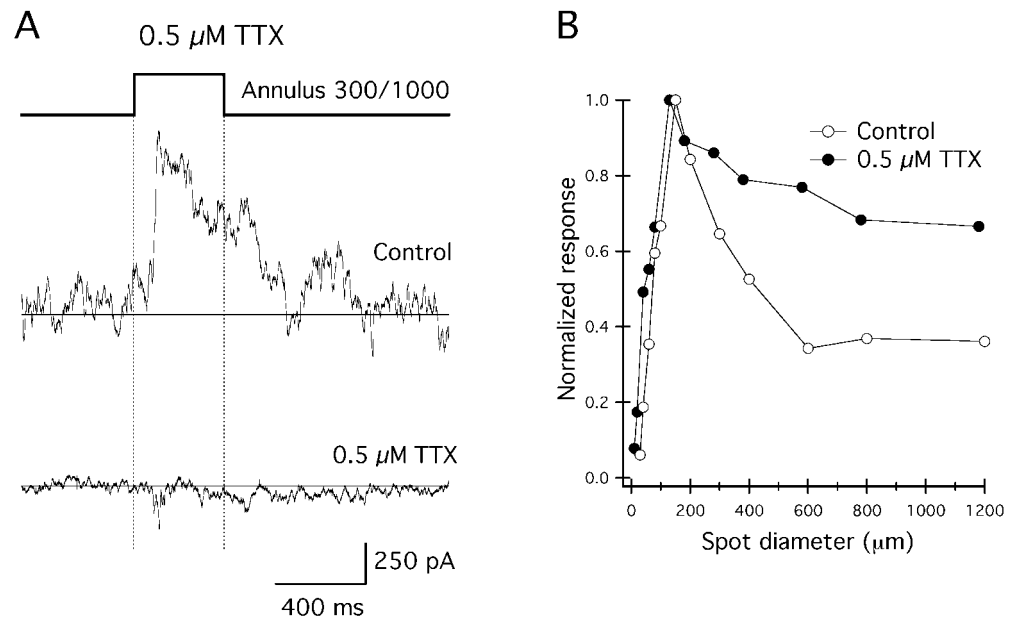 A
0.5 µM TTX
Annulus 300/1000
Control
0.5 µM TTX
250 pA
400 ms
B
Control
0.5 µM TTX
Normalized response
1.0
0.8
0.6
0.4
0.2
0.0
0 200 400 600 800 1000 1200
Spot diameter (µm)